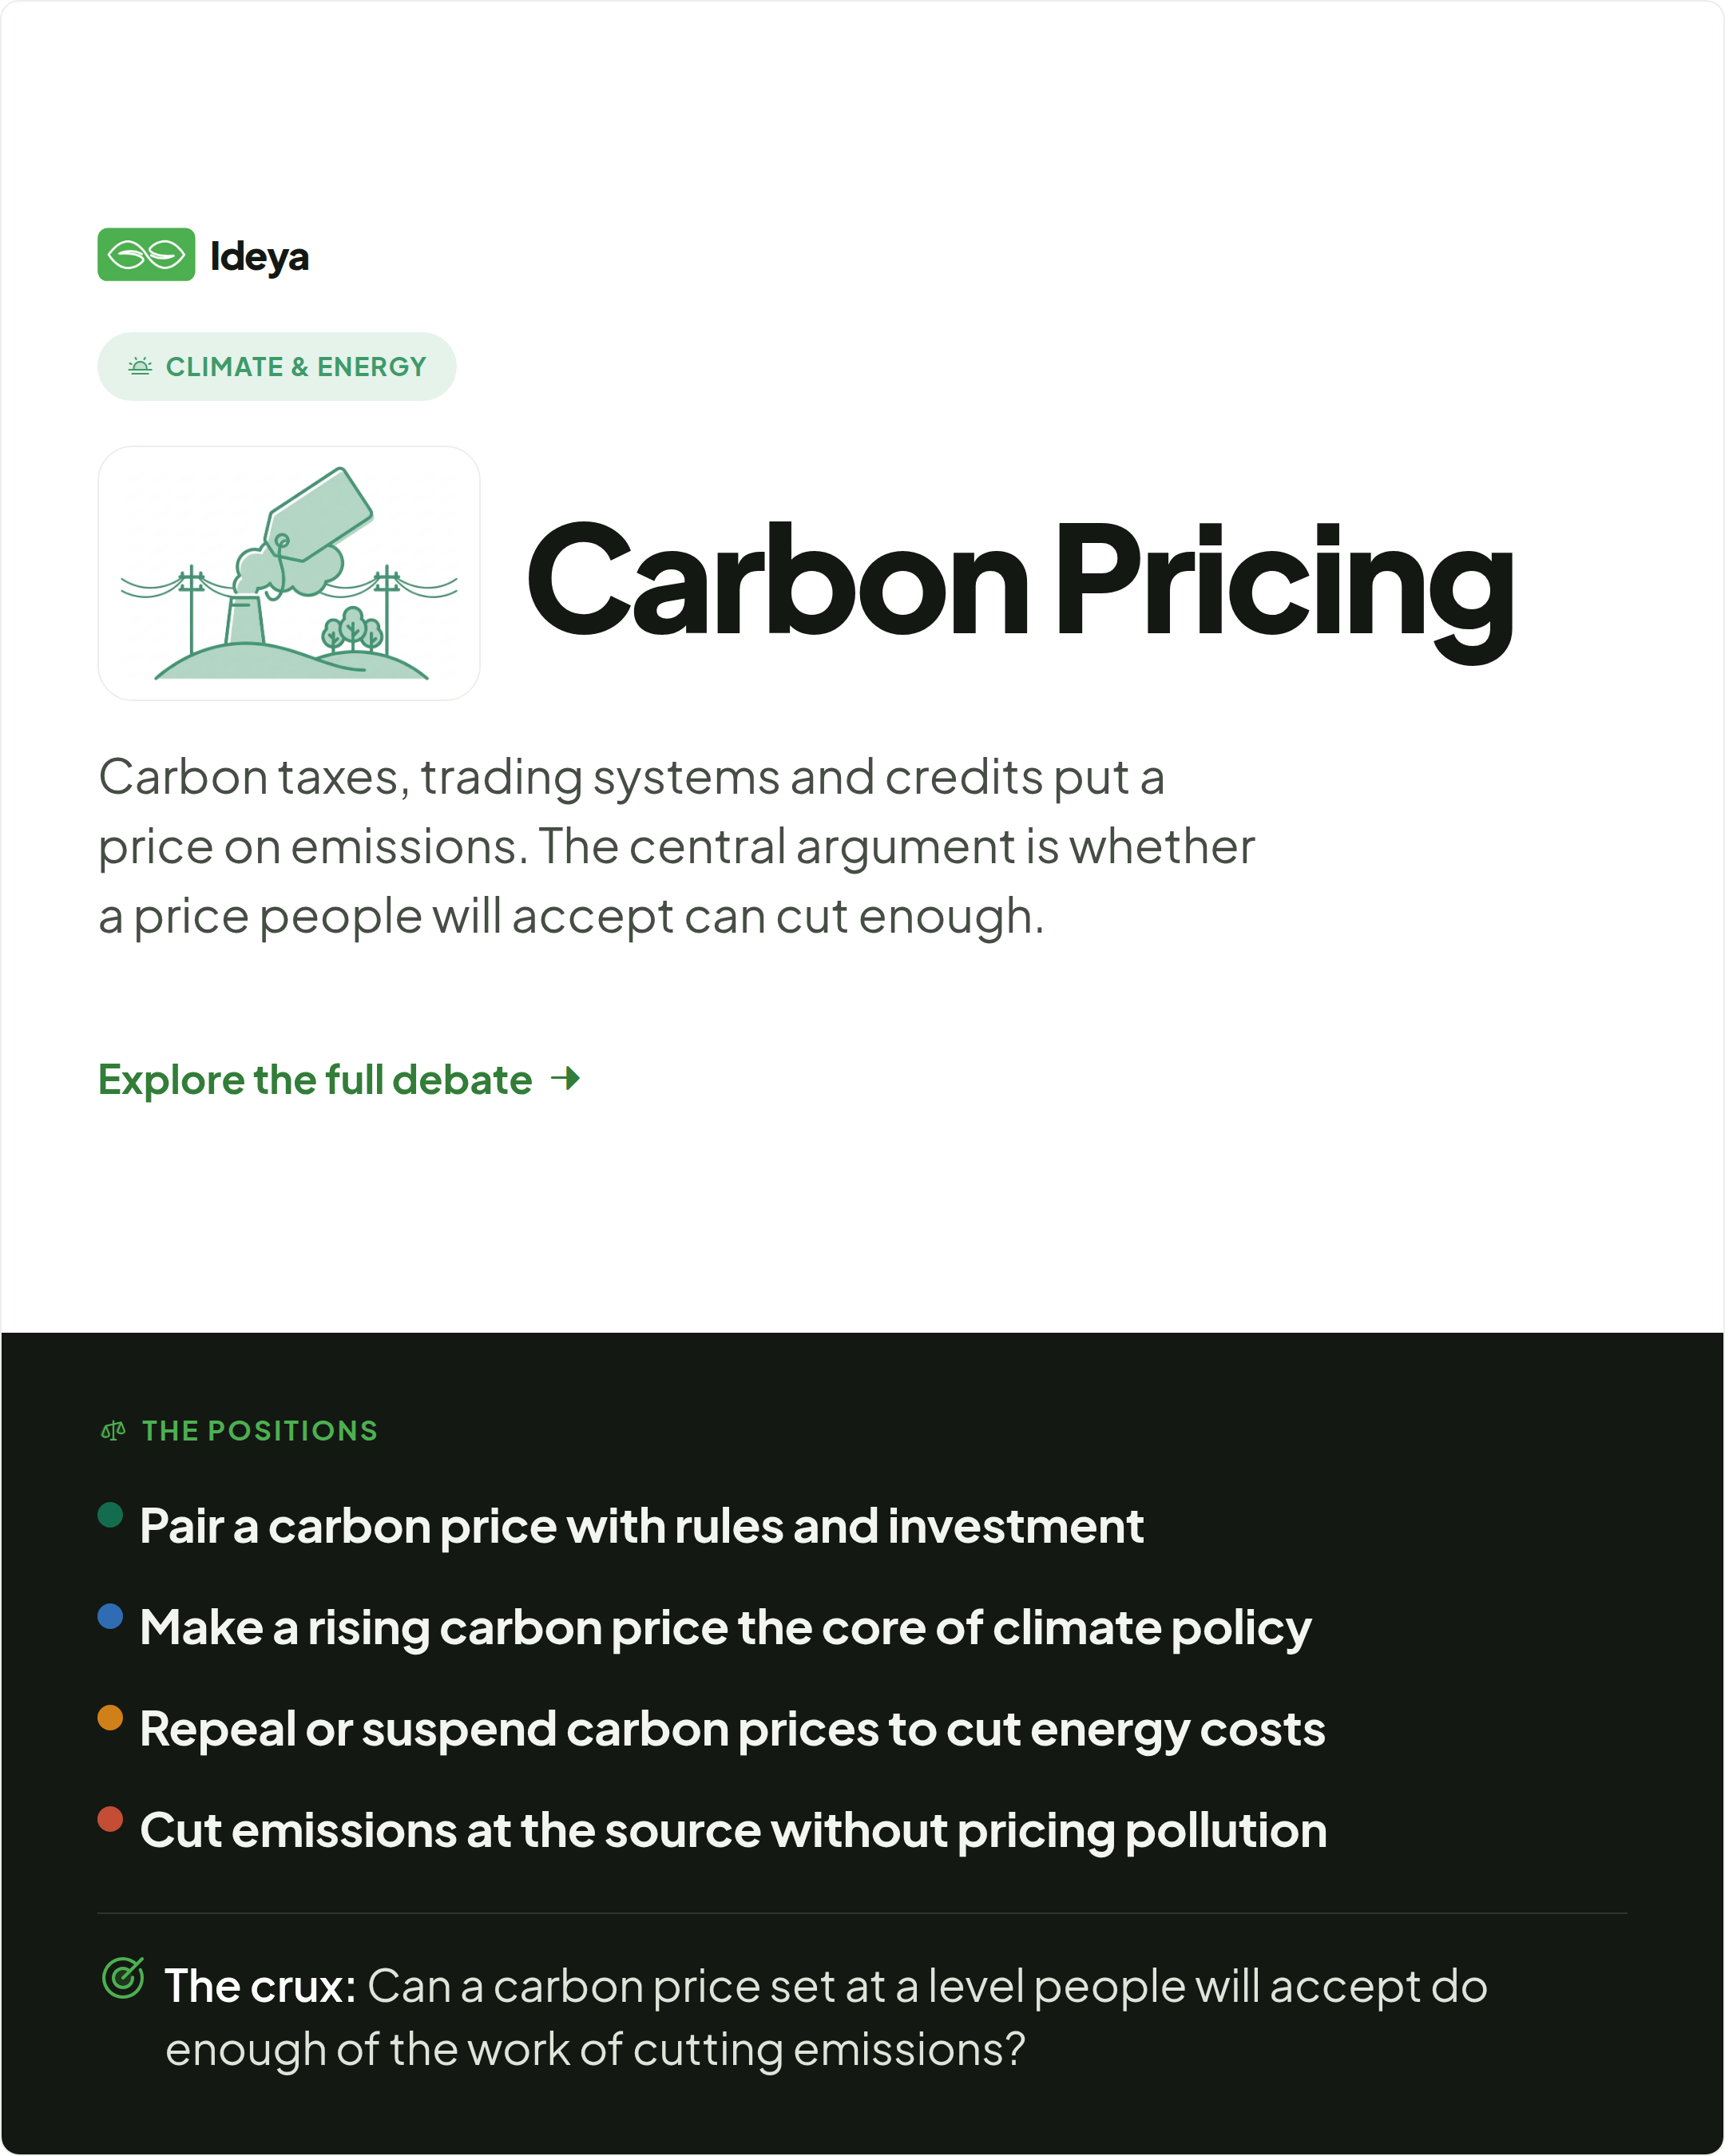 Ideya
CLIMATE & ENERGY
Carbon Pricing
Carbon taxes, trading systems and credits put a
price on emissions. The central argument is whether
a price people will accept can cut enough.
Explore the full debate
THE POSITIONS
Pair a carbon price with rules and investment
Make a rising carbon price the core of climate policy
Repeal or suspend carbon prices to cut energy costs
Cut emissions at the source without pricing pollution
The crux: Can a carbon price set at a level people will accept do
enough of the work of cutting emissions?